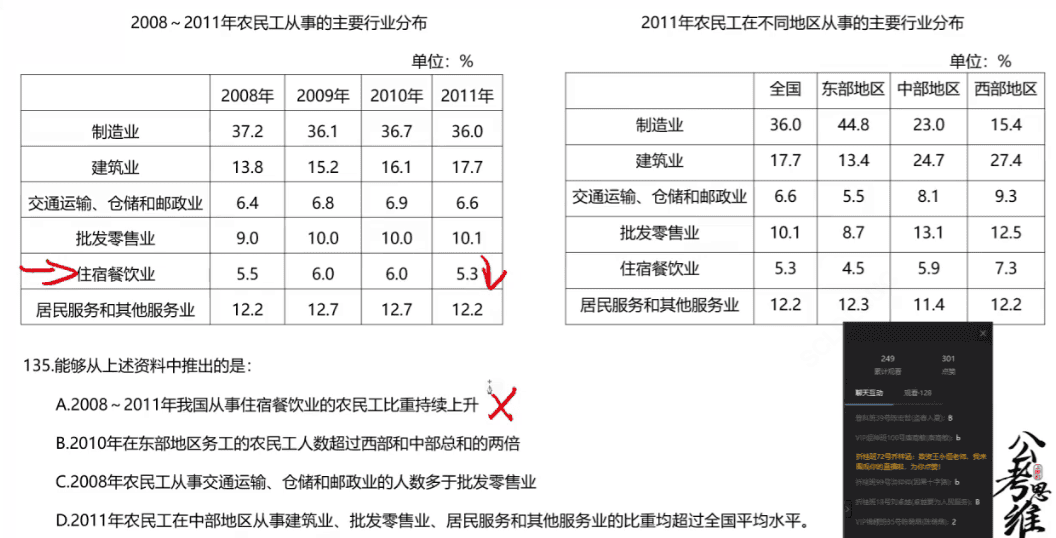 2008～2011年农民工从事的主要行业分布
单位：%
2008年 2009年 2010年 2011年
制造业 37.2 36.1 36.7 36.0
建筑业 13.8 15.2 16.1 17.7
交通运输、仓储和邮政业 6.4 6.8 6.9 6.6
批发零售业 9.0 10.0 10.0 10.1
住宿餐饮业 5.5 6.0 6.0 5.3
居民服务和其他服务业 12.2 12.7 12.7 12.2
2011年农民工在不同地区从事的主要行业分布
单位：%
全国 东部地区 中部地区 西部地区
制造业 36.0 44.8 23.0 15.4
建筑业 17.7 13.4 24.7 27.4
交通运输、仓储和邮政业 6.6 5.5 8.1 9.3
批发零售业 10.1 8.7 13.1 12.5
住宿餐饮业 5.3 4.5 5.9 7.3
居民服务和其他服务业 12.2 12.3 11.4 12.2
135.能够从上述资料中推出的是：
A.2008～2011年我国从事住宿餐饮业的农民工比重持续上升
B.2010年在东部地区务工的农民工人数超过西部和中部总和的两倍
C.2008年农民工从事交通运输、仓储和邮政业的人数多于批发零售业
D.2011年农民工在中部地区从事建筑业、批发零售业、居民服务和其他服务业的比重均超过全国平均水平。
249 301
累计观看 点赞
聊天互动 观看·128
公考思维